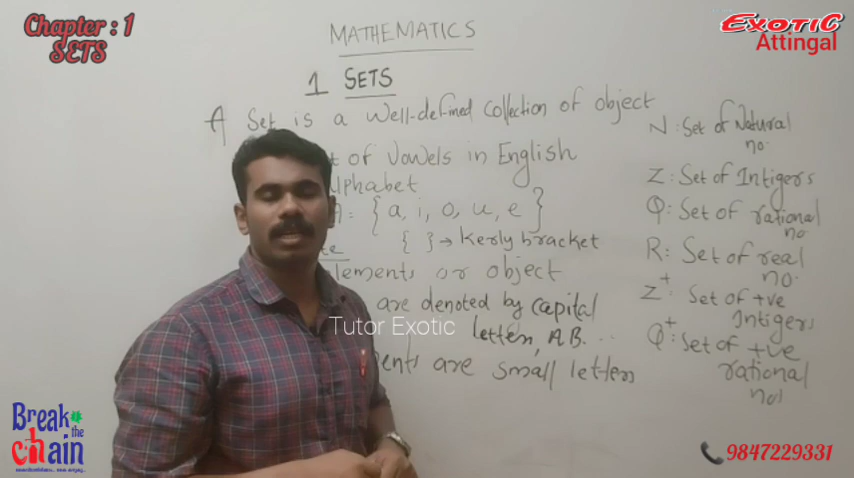 Chapter : 1
SETS
EXOTIC
Attingal
MATHEMATICS
1 SETS
A Set is a well-defined collection of object
t of vowels in English
lphabet
A: { a, i, o, u, e }
te
{ } → kerly bracket
lements or object
are denoted by capital
letters, A B. ...
ents are small letters
N : Set of Natural
no.
Z : Set of Intigers
Q : Set of rational
no.
R : Set of real
no.
Z+ : Set of +ve
Intigers
Q+ : Set of +ve
rational
no
Tutor Exotic
Break
the
chain
9847229331